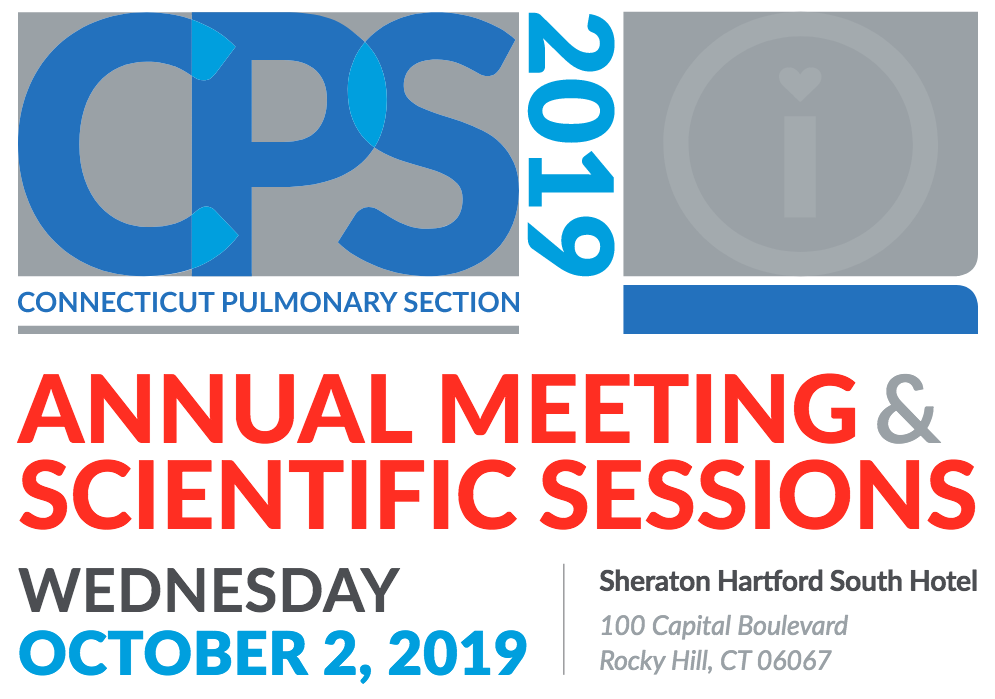 CPS
2019
i
CONNECTICUT PULMONARY SECTION
ANNUAL MEETING &
SCIENTIFIC SESSIONS
WEDNESDAY
OCTOBER 2, 2019
Sheraton Hartford South Hotel
100 Capital Boulevard
Rocky Hill, CT 06067